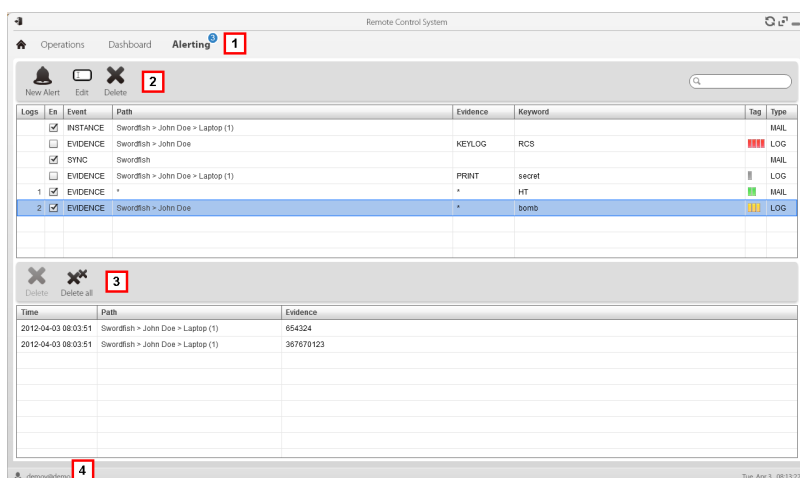 Remote Control System
Operations Dashboard Alerting 3 1
New Alert Edit Delete 2
Logs En Event Path Evidence Keyword Tag Type
INSTANCE Swordfish > John Doe > Laptop (1) MAIL
EVIDENCE Swordfish > John Doe KEYLOG RCS LOG
SYNC Swordfish MAIL
EVIDENCE Swordfish > John Doe > Laptop (1) PRINT secret LOG
1 EVIDENCE * * HT MAIL
2 EVIDENCE Swordfish > John Doe * bomb LOG
Delete Delete all 3
Time Path Evidence
2012-04-03 08:03:51 Swordfish > John Doe > Laptop (1) 654324
2012-04-03 08:03:51 Swordfish > John Doe > Laptop (1) 367670123
4 Tue, Apr 3